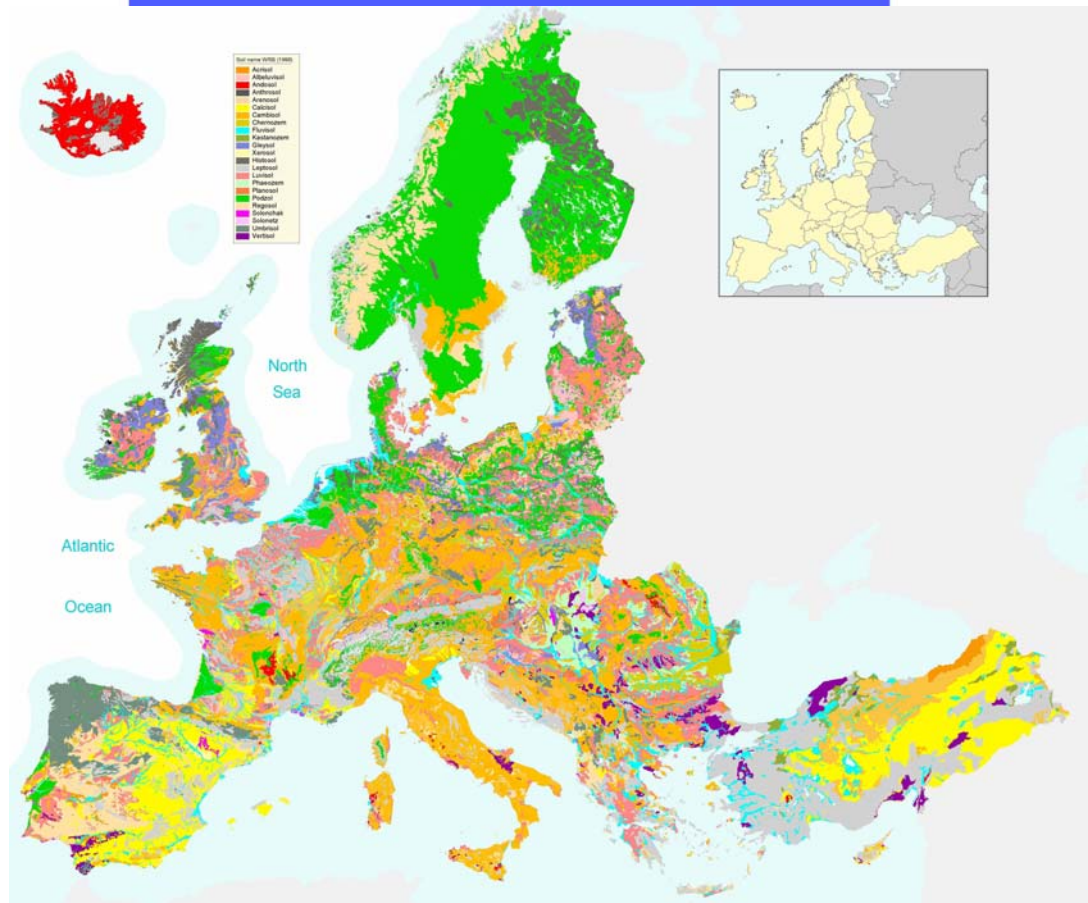 Soil name WRB (1998)
Acrisol
Albeluvisol
Andosol
Anthrosol
Arenosol
Calcisol
Cambisol
Chernozem
Fluvisol
Kastanozem
Gleysol
Xerosol
Histosol
Leptosol
Luvisol
Phaeozem
Planosol
Podzol
Regosol
Solonchak
Solonetz
Umbrisol
Vertisol
North
Sea
Atlantic
Ocean